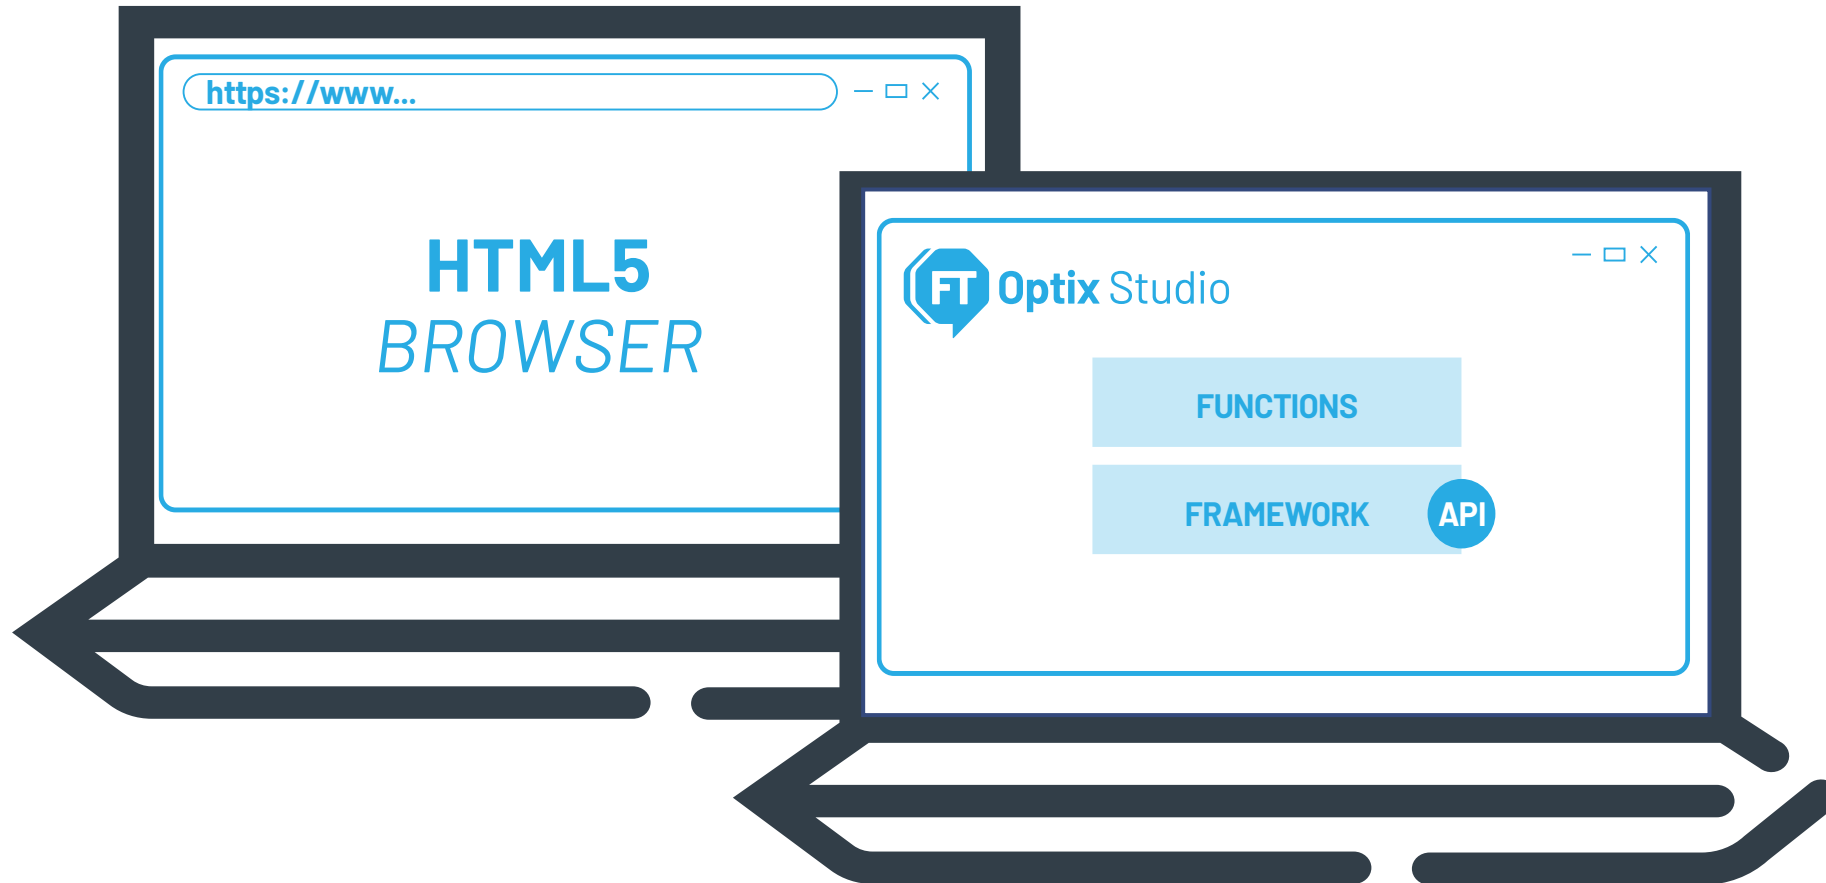 https://www...
HTML5
BROWSER
FT Optix Studio
FUNCTIONS
FRAMEWORK
API